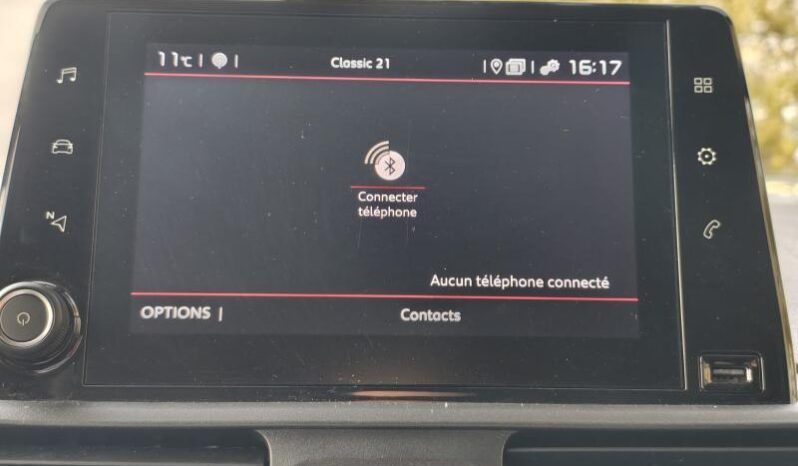 11°C | | Classic 21 | | 16:17
N
Connecter
téléphone
Aucun téléphone connecté
OPTIONS | Contacts